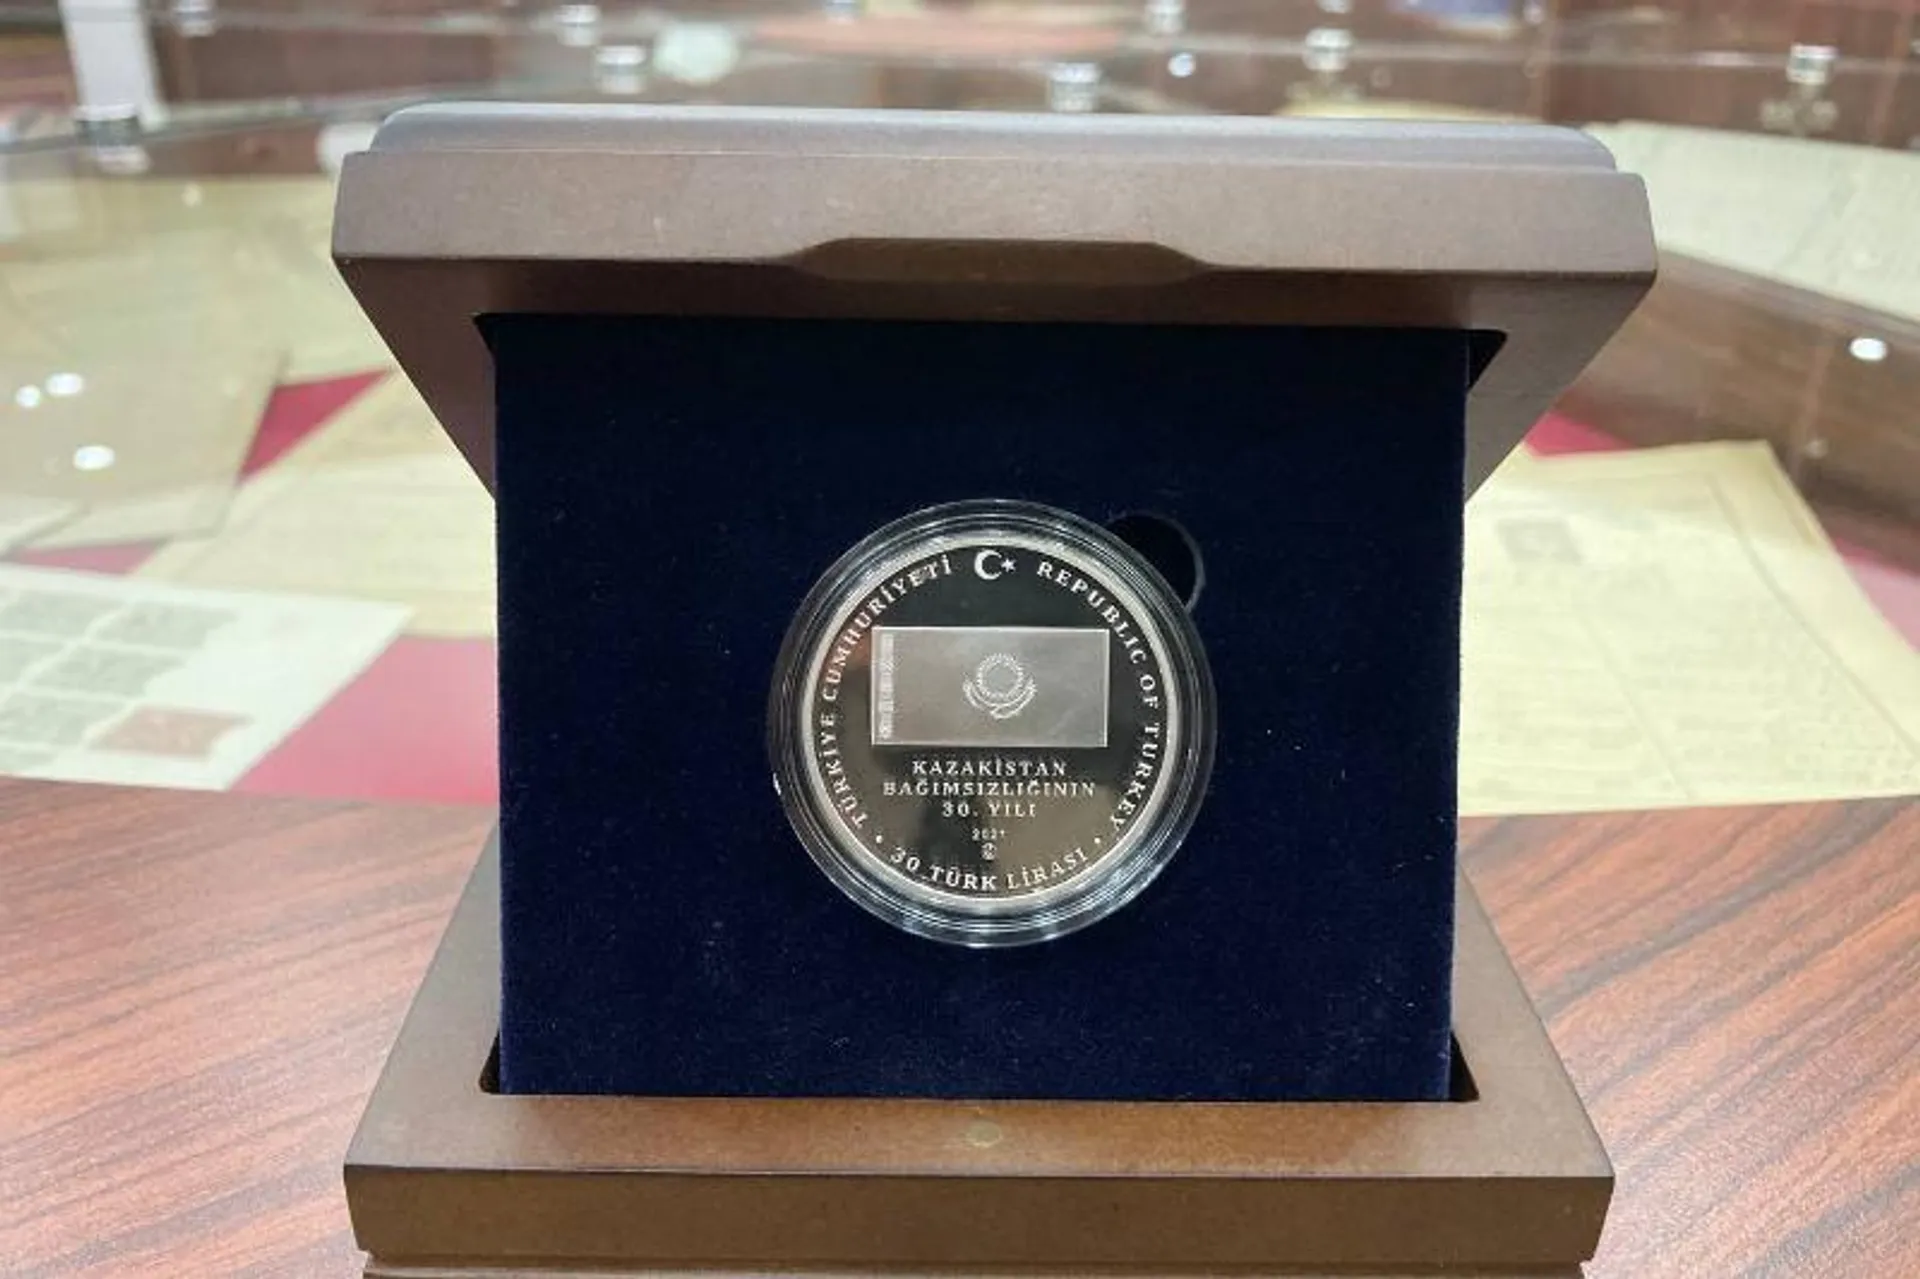 TÜRKİYE CUMHURİYETİ
REPUBLIC OF TURKEY
KAZAKİSTAN
BAĞIMSIZLIĞININ
30. YILI
2021
• 30 TÜRK LİRASI •